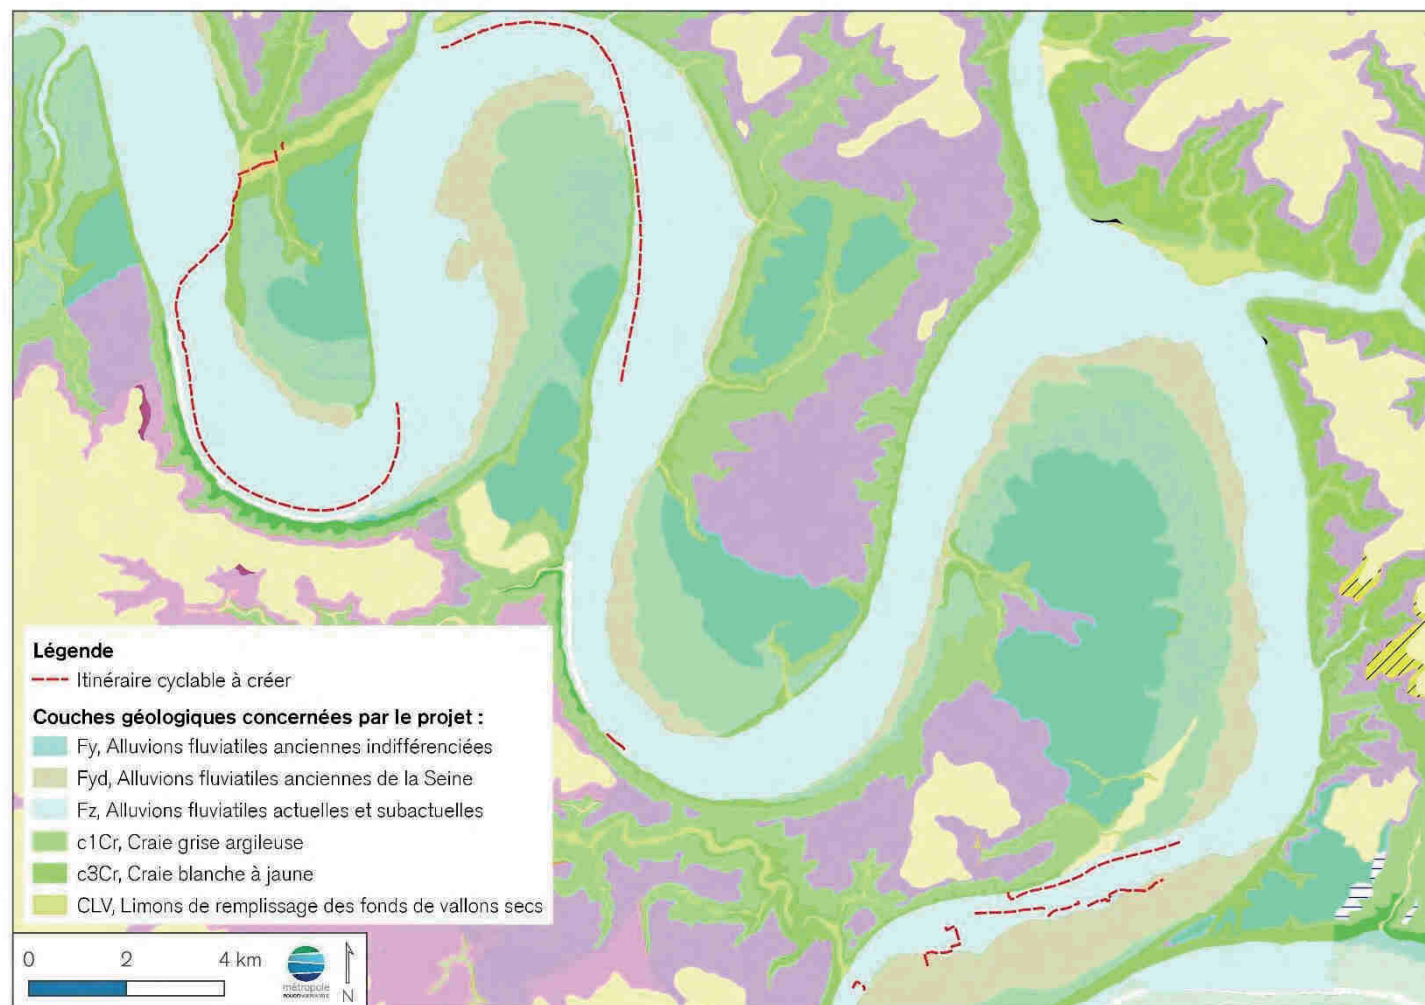 Légende
Itinéraire cyclable à créer
Couches géologiques concernées par le projet :
Fy, Alluvions fluviatiles anciennes indifférenciées
Fyd, Alluvions fluviatiles anciennes de la Seine
Fz, Alluvions fluviatiles actuelles et subactuelles
c1Cr, Craie grise argileuse
c3Cr, Craie blanche à jaune
CLV, Limons de remplissage des fonds de vallons secs
0 2 4 km
métropole
N